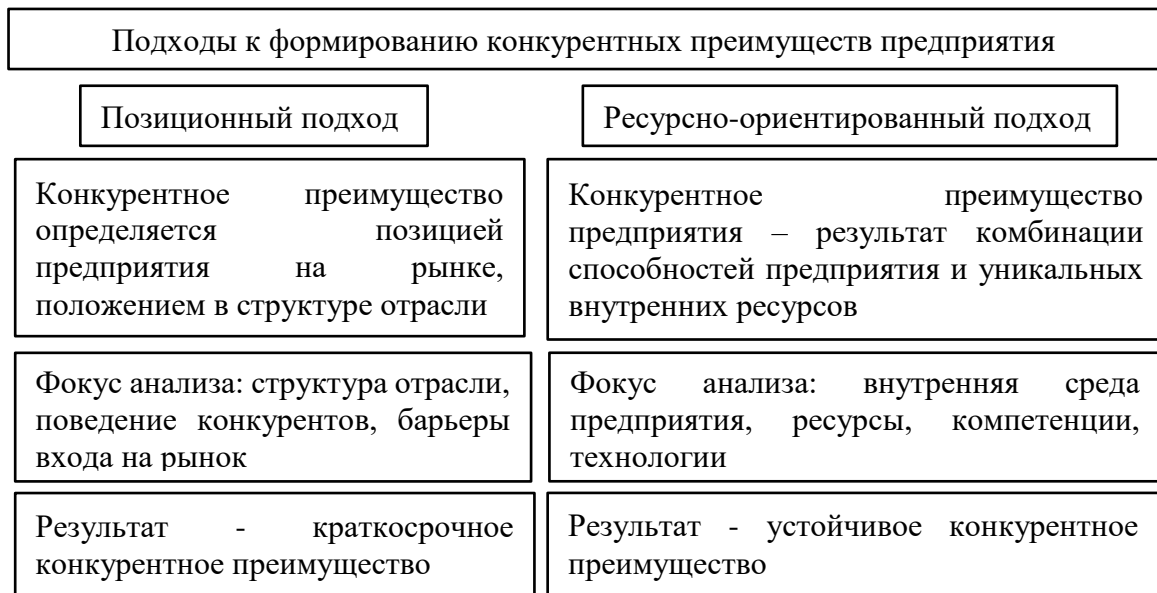 Подходы к формированию конкурентных преимуществ предприятия
Позиционный подход
Ресурсно-ориентированный подход
Конкурентное преимущество
определяется позицией
предприятия на рынке,
положением в структуре отрасли
Конкурентное преимущество
предприятия – результат комбинации
способностей предприятия и уникальных
внутренних ресурсов
Фокус анализа: структура отрасли,
поведение конкурентов, барьеры
входа на рынок
Фокус анализа: внутренняя среда
предприятия, ресурсы, компетенции,
технологии
Результат - краткосрочное
конкурентное преимущество
Результат - устойчивое конкурентное
преимущество